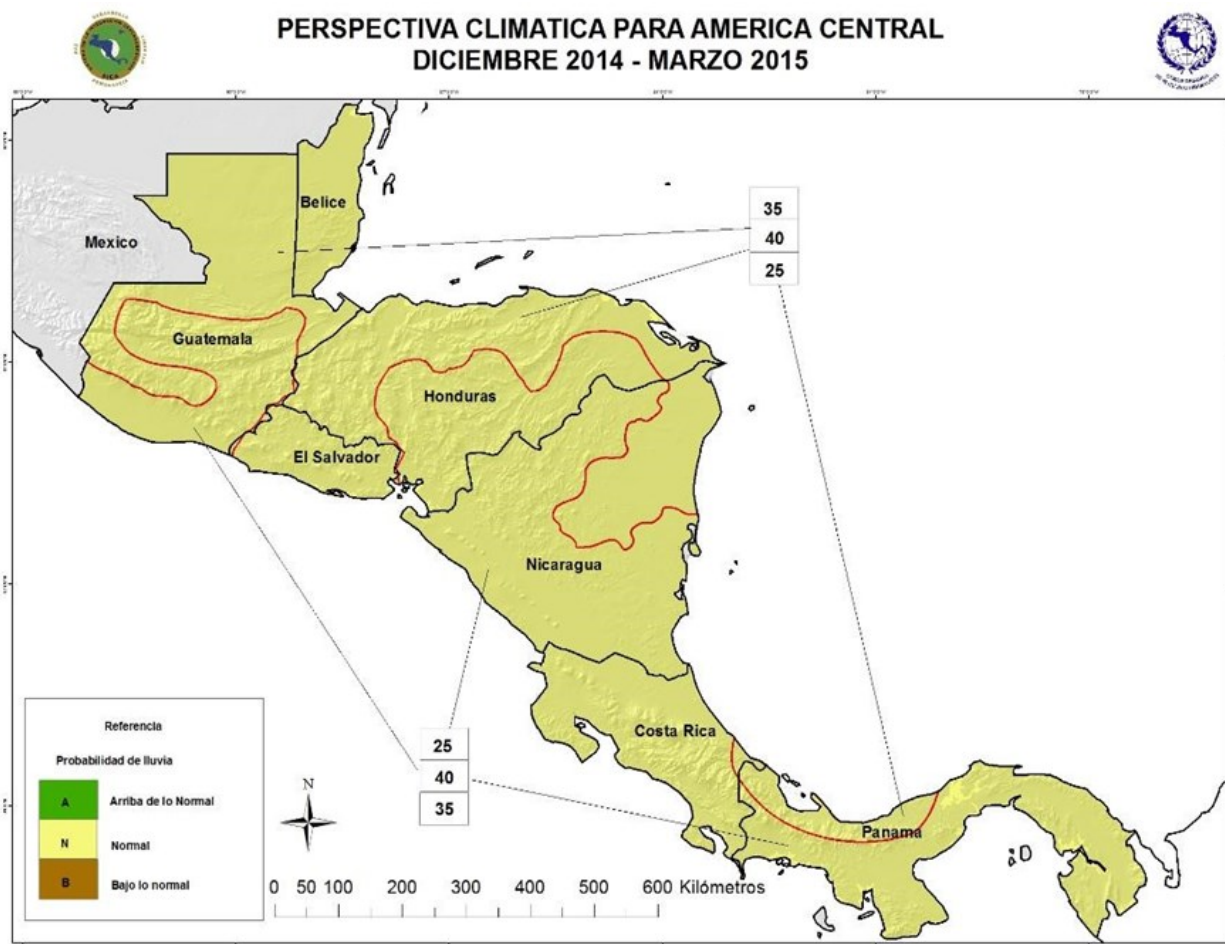 PERSPECTIVA CLIMATICA PARA AMERICA CENTRAL
DICIEMBRE 2014 - MARZO 2015
Belice
Mexico
35
40
25
Guatemala
Honduras
El Salvador
Nicaragua
Costa Rica
Panama
25
40
35
Referencia
Probabilidad de lluvia
A Arriba de lo Normal
N Normal
B Bajo lo normal
N
0 50 100 200 300 400 500 600 Kilómetros